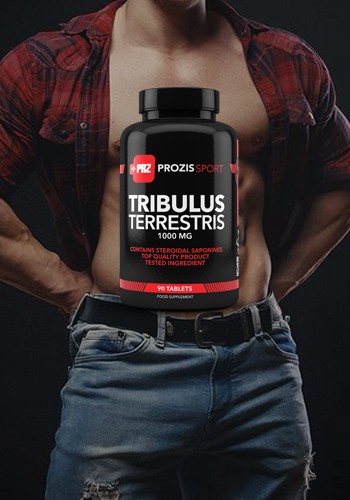 PRZ PROZIS SPORT
TRIBULUS
TERRESTRIS
1000 MG
CONTAINS STEROIDAL SAPONINES
TOP QUALITY PRODUCT
TESTED INGREDIENT
90 TABLETS
FOOD SUPPLEMENT